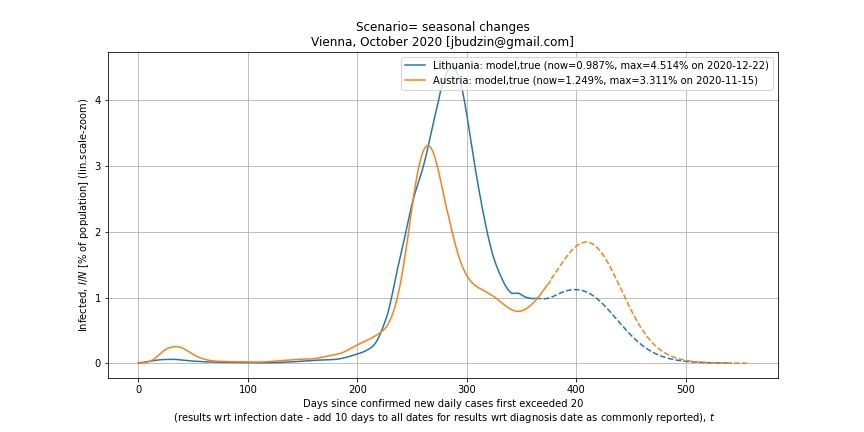 Scenario= seasonal changes
Vienna, October 2020 [jbudzin@gmail.com]
Lithuania: model,true (now=0.987%, max=4.514% on 2020-12-22)
Austria: model,true (now=1.249%, max=3.311% on 2020-11-15)
Infected, I/N [% of population] (lin.scale-zoom)
4
3
2
1
0
0 100 200 300 400 500
Days since confirmed new daily cases first exceeded 20
(results wrt infection date - add 10 days to all dates for results wrt diagnosis date as commonly reported), t